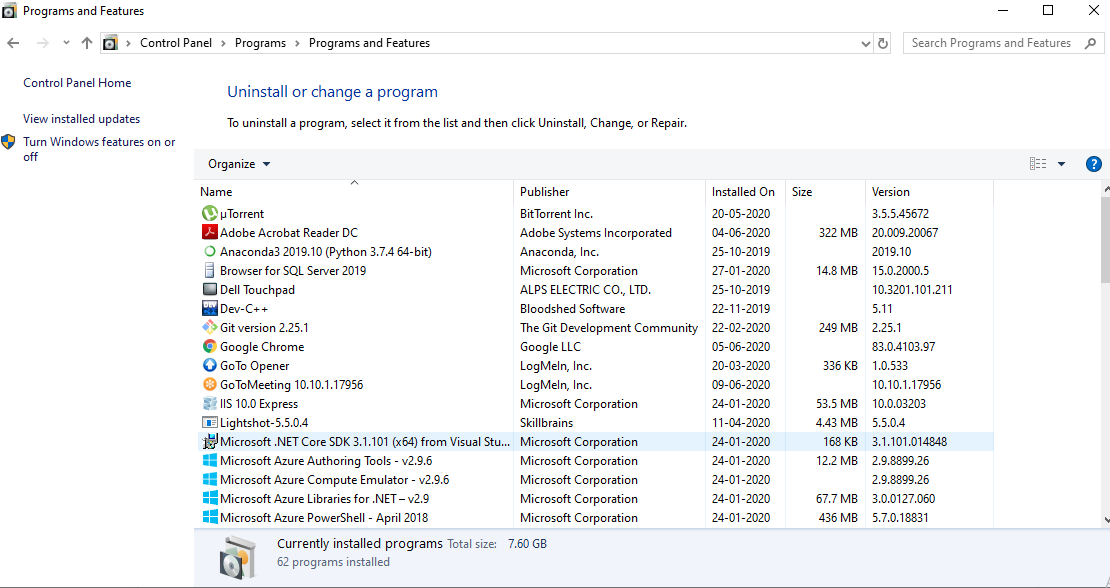 Programs and Features
Control Panel > Programs > Programs and Features
Search Programs and Features
Control Panel Home
View installed updates
Turn Windows features on or
off
Uninstall or change a program
To uninstall a program, select it from the list and then click Uninstall, Change, or Repair.
Organize
Name Publisher Installed On Size Version
µTorrent BitTorrent Inc. 20-05-2020 3.5.5.45672
Adobe Acrobat Reader DC Adobe Systems Incorporated 04-06-2020 322 MB 20.009.20067
Anaconda3 2019.10 (Python 3.7.4 64-bit) Anaconda, Inc. 25-10-2019 2019.10
Browser for SQL Server 2019 Microsoft Corporation 27-01-2020 14.8 MB 15.0.2000.5
Dell Touchpad ALPS ELECTRIC CO., LTD. 25-10-2019 10.3201.101.211
Dev-C++ Bloodshed Software 22-11-2019 5.11
Git version 2.25.1 The Git Development Community 22-02-2020 249 MB 2.25.1
Google Chrome Google LLC 05-06-2020 83.0.4103.97
GoTo Opener LogMeIn, Inc. 20-03-2020 336 KB 1.0.533
GoToMeeting 10.10.1.17956 LogMeIn, Inc. 09-06-2020 10.10.1.17956
IIS 10.0 Express Microsoft Corporation 24-01-2020 53.5 MB 10.0.03203
Lightshot-5.5.0.4 Skillbrains 11-04-2020 4.43 MB 5.5.0.4
Microsoft .NET Core SDK 3.1.101 (x64) from Visual Stu... Microsoft Corporation 24-01-2020 168 KB 3.1.101.014848
Microsoft Azure Authoring Tools - v2.9.6 Microsoft Corporation 24-01-2020 12.2 MB 2.9.8899.26
Microsoft Azure Compute Emulator - v2.9.6 Microsoft Corporation 24-01-2020 2.9.8899.26
Microsoft Azure Libraries for .NET – v2.9 Microsoft Corporation 24-01-2020 67.7 MB 3.0.0127.060
Microsoft Azure PowerShell - April 2018 Microsoft Corporation 24-01-2020 436 MB 5.7.0.18831
Currently installed programs Total size: 7.60 GB
62 programs installed